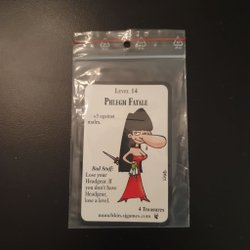 Level 14
Phlegm Fatale
+3 against
males.
Bad Stuff:
Lose your
Headgear. If
you don't have
Headgear,
lose a level.
4 Treasures
munchkin.sjgames.com